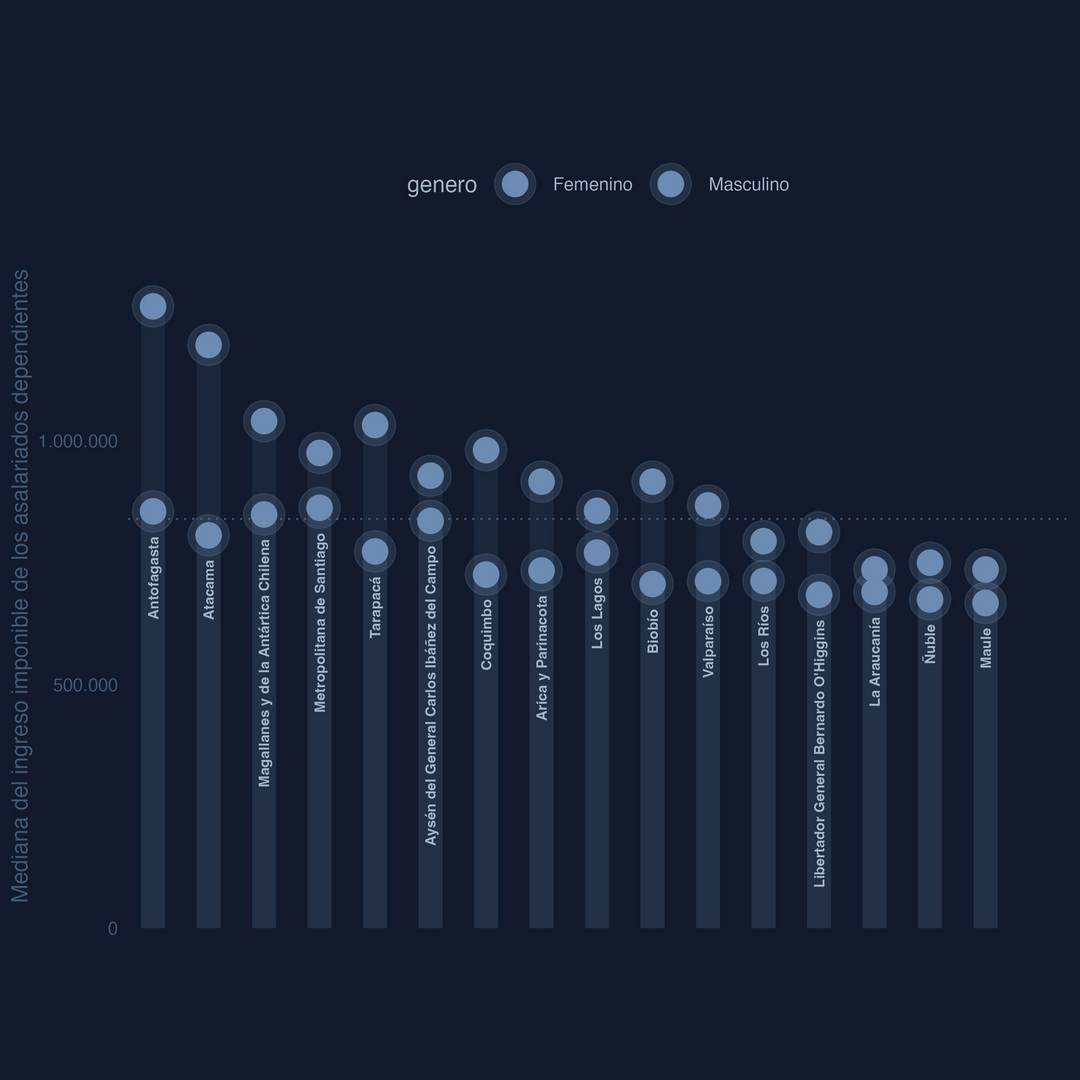 genero Femenino Masculino
Mediana del ingreso imponible de los asalariados dependientes
1.000.000
500.000
0
Antofagasta
Atacama
Magallanes y de la Antártica Chilena
Metropolitana de Santiago
Tarapacá
Aysén del General Carlos Ibáñez del Campo
Coquimbo
Arica y Parinacota
Los Lagos
Biobío
Valparaíso
Los Ríos
Libertador General Bernardo O'Higgins
La Araucanía
Ñuble
Maule